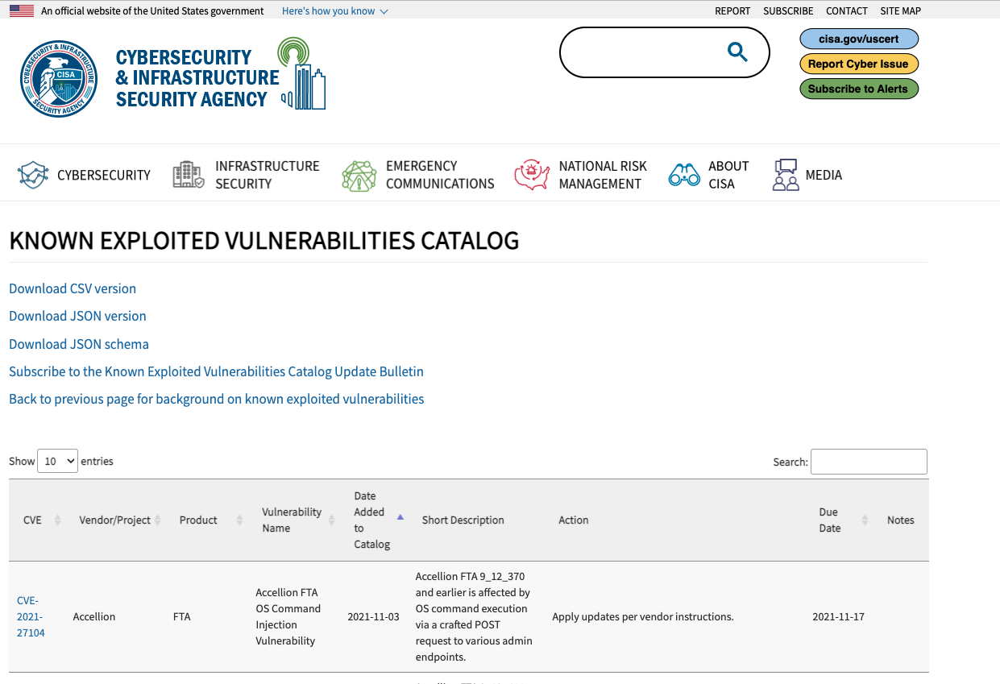 An official website of the United States government Here's how you know
REPORT SUBSCRIBE CONTACT SITE MAP
CYBERSECURITY & INFRASTRUCTURE
SECURITY AGENCY
CISA
CYBERSECURITY
& INFRASTRUCTURE
SECURITY AGENCY
cisa.gov/uscert
Report Cyber Issue
Subscribe to Alerts
CYBERSECURITY
INFRASTRUCTURE
SECURITY
EMERGENCY
COMMUNICATIONS
NATIONAL RISK
MANAGEMENT
ABOUT
CISA
MEDIA
KNOWN EXPLOITED VULNERABILITIES CATALOG
Download CSV version
Download JSON version
Download JSON schema
Subscribe to the Known Exploited Vulnerabilities Catalog Update Bulletin
Back to previous page for background on known exploited vulnerabilities
Show 10 entries
Search:
CVE
Vendor/Project
Product
Vulnerability
Name
Date
Added
to
Catalog
Short Description
Action
Due
Date
Notes
CVE-
2021-
27104
Accellion
FTA
Accellion FTA
OS Command
Injection
Vulnerability
2021-11-03
Accellion FTA 9_12_370
and earlier is affected by
OS command execution
via a crafted POST
request to various admin
endpoints.
Apply updates per vendor instructions.
2021-11-17